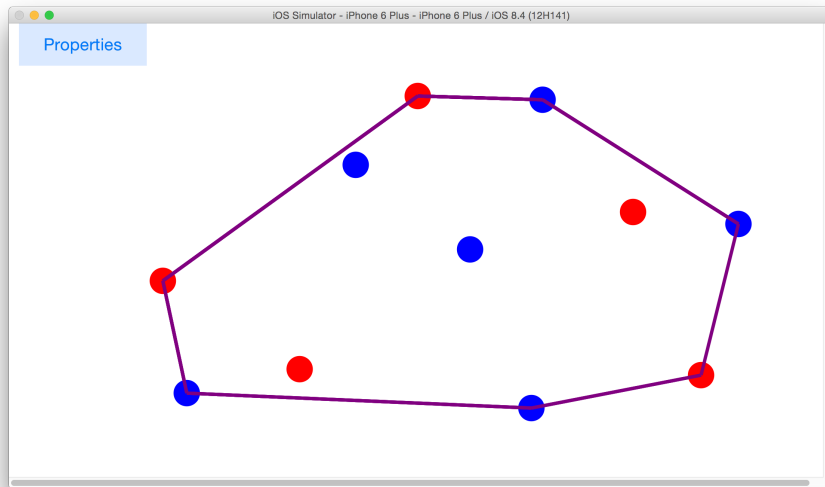 iOS Simulator - iPhone 6 Plus - iPhone 6 Plus / iOS 8.4 (12H141)
Properties